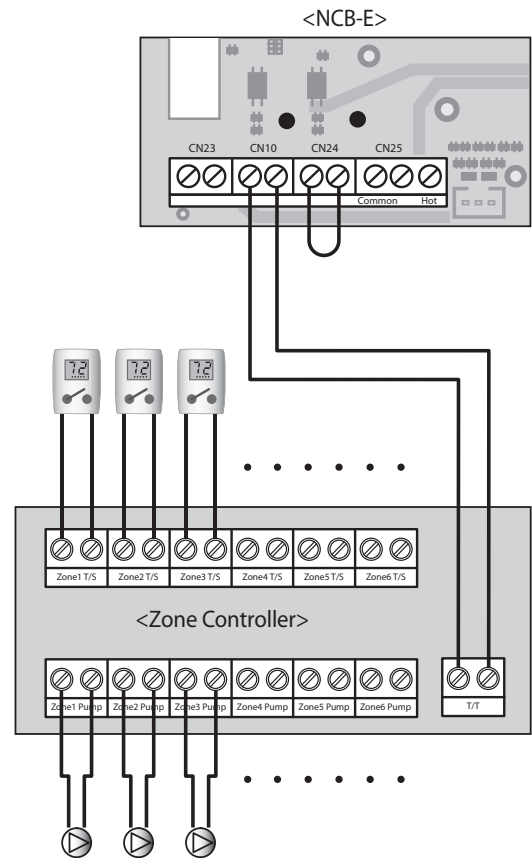 <NCB-E>
CN23 CN10 CN24 CN25
Common Hot
72 72 72
Zone1 T/S Zone2 T/S Zone3 T/S Zone4 T/S Zone5 T/S Zone6 T/S
<Zone Controller>
Zone1 Pump Zone2 Pump Zone3 Pump Zone4 Pump Zone5 Pump Zone6 Pump
T/T